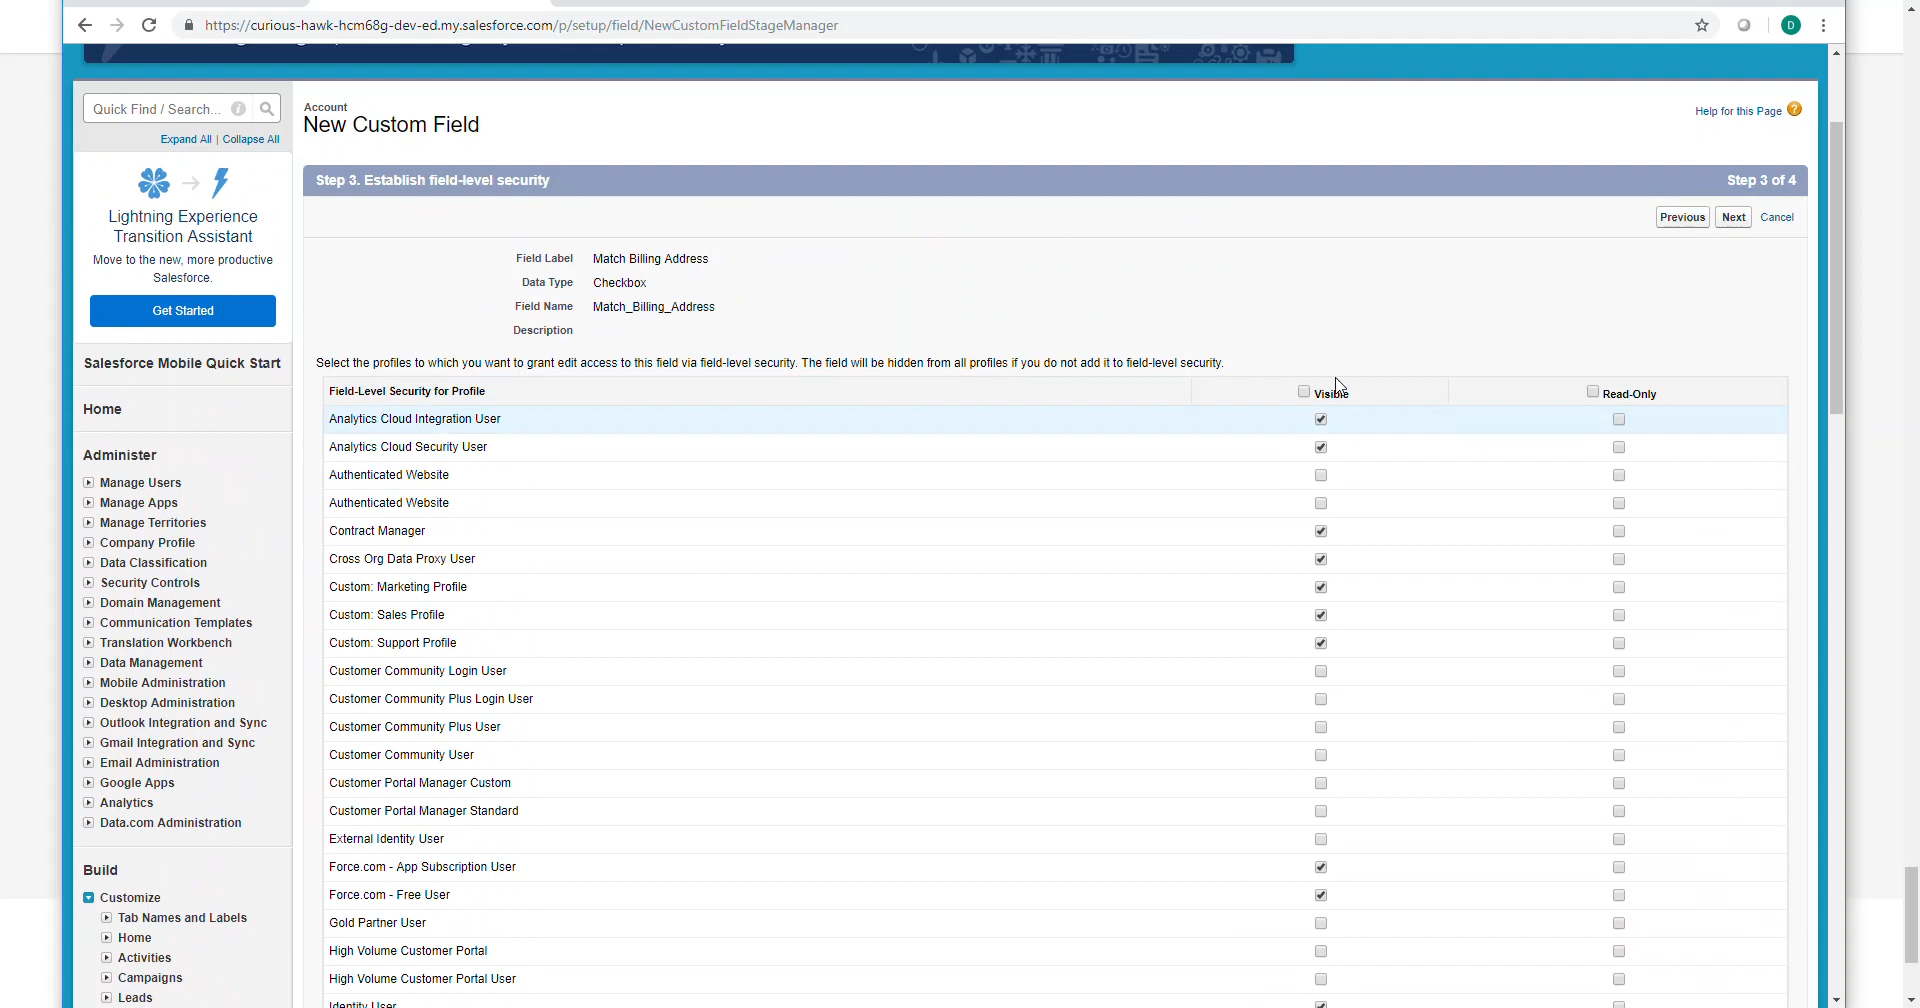 https://curious-hawk-hcm68g-dev-ed.my.salesforce.com/p/setup/field/NewCustomFieldStageManager
D
Quick Find / Search...
Expand All | Collapse All
Lightning Experience
Transition Assistant
Move to the new, more productive
Salesforce.
Get Started
Salesforce Mobile Quick Start
Home
Administer
Manage Users
Manage Apps
Manage Territories
Company Profile
Data Classification
Security Controls
Domain Management
Communication Templates
Translation Workbench
Data Management
Mobile Administration
Desktop Administration
Outlook Integration and Sync
Gmail Integration and Sync
Email Administration
Google Apps
Analytics
Data.com Administration
Build
Customize
Tab Names and Labels
Home
Activities
Campaigns
Leads
Account
New Custom Field
Help for this Page ?
Step 3. Establish field-level security Step 3 of 4
Previous Next Cancel
Field Label Match Billing Address
Data Type Checkbox
Field Name Match_Billing_Address
Description
Select the profiles to which you want to grant edit access to this field via field-level security. The field will be hidden from all profiles if you do not add it to field-level security.
Field-Level Security for Profile Visible Read-Only
Analytics Cloud Integration User
Analytics Cloud Security User
Authenticated Website
Authenticated Website
Contract Manager
Cross Org Data Proxy User
Custom: Marketing Profile
Custom: Sales Profile
Custom: Support Profile
Customer Community Login User
Customer Community Plus Login User
Customer Community Plus User
Customer Community User
Customer Portal Manager Custom
Customer Portal Manager Standard
External Identity User
Force.com - App Subscription User
Force.com - Free User
Gold Partner User
High Volume Customer Portal
High Volume Customer Portal User
Identity User